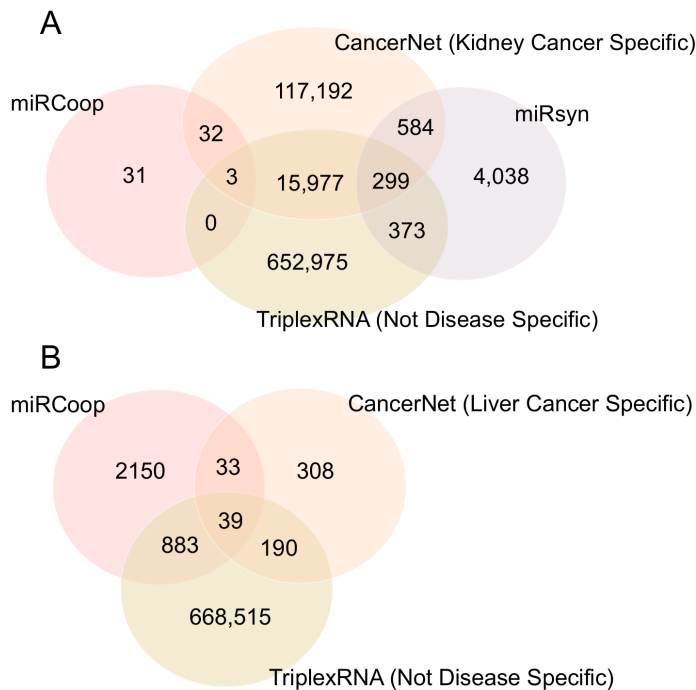 A
CancerNet (Kidney Cancer Specific)
miRCoop
117,192
miRsyn
32
584
31
3
15,977
299
4,038
0
373
652,975
TriplexRNA (Not Disease Specific)
B
miRCoop
CancerNet (Liver Cancer Specific)
2150
33
308
39
883
190
668,515
TriplexRNA (Not Disease Specific)